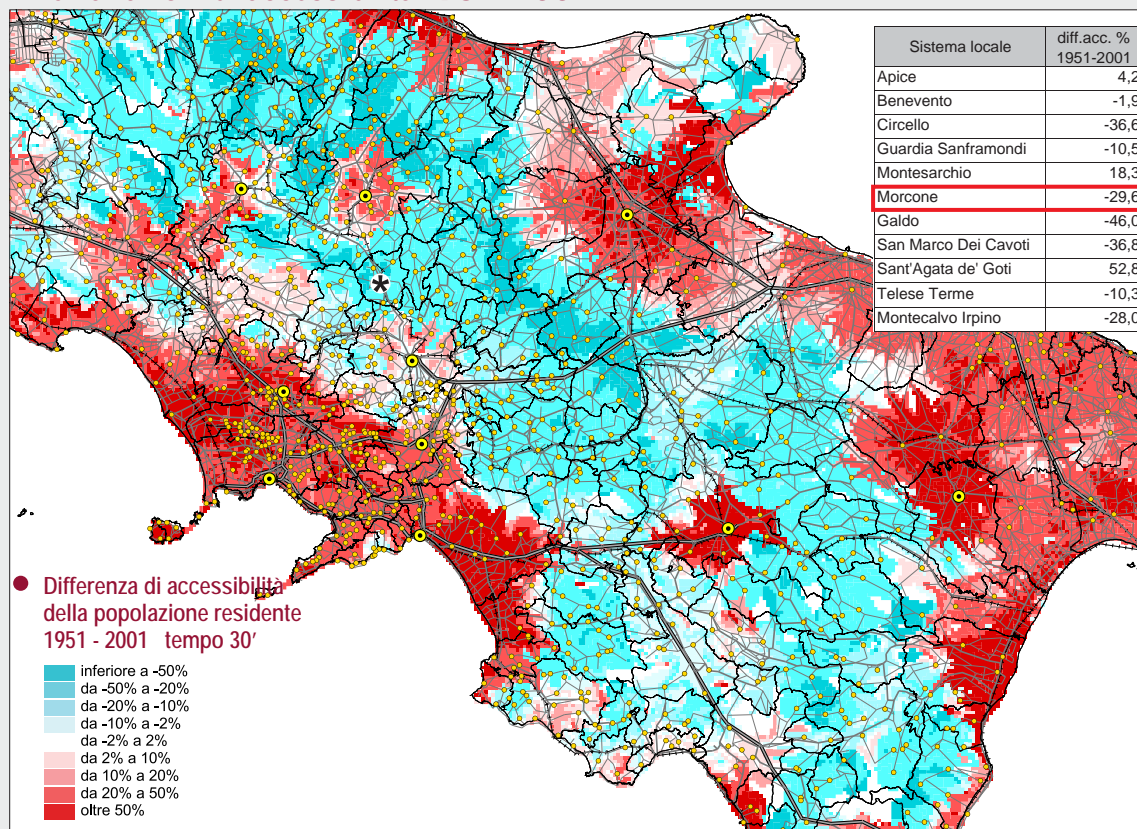 Sistema locale diff.acc. % 1951-2001
Apice 4,2
Benevento -1,9
Circello -36,6
Guardia Sanframondi -10,5
Montesarchio 18,3
Morcone -29,6
Galdo -46,0
San Marco Dei Cavoti -36,8
Sant'Agata de' Goti 52,8
Telese Terme -10,3
Montecalvo Irpino -28,0
*
Differenza di accessibilità
della popolazione residente
1951 - 2001 tempo 30'
inferiore a -50%
da -50% a -20%
da -20% a -10%
da -10% a -2%
da -2% a 2%
da 2% a 10%
da 10% a 20%
da 20% a 50%
oltre 50%